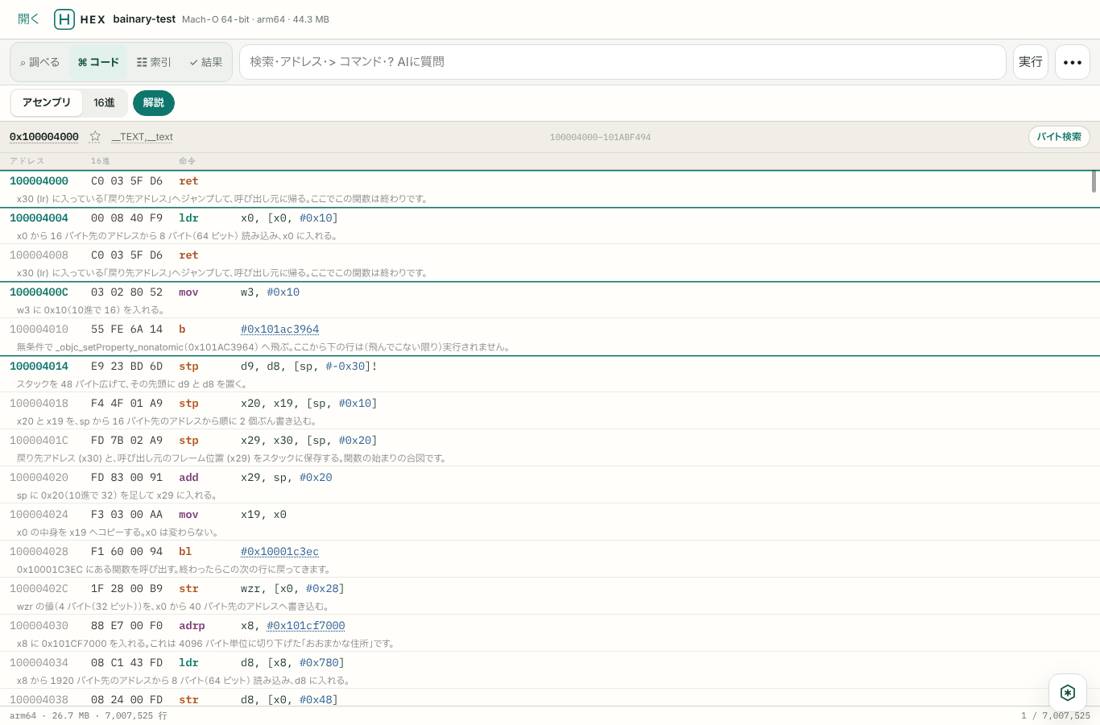 開く HEX bainary-test Mach-O 64-bit · arm64 · 44.3 MB
調べる ⌘ コード 索引 ✓ 結果 検索・アドレス・> コマンド・? AIに質問 実行 •••
アセンブリ 16進 解説
0x100004000 ☆ __TEXT,__text 100004000–101ABF494 バイト検索
アドレス 16進 命令
100004000 C0 03 5F D6 ret
x30 (lr) に入っている「戻り先アドレス」へジャンプして、呼び出し元に帰る。ここでこの関数は終わりです。
100004004 00 08 40 F9 ldr x0, [x0, #0x10]
x0 から 16 バイト先のアドレスから 8 バイト(64 ビット) 読み込み、x0 に入れる。
100004008 C0 03 5F D6 ret
x30 (lr) に入っている「戻り先アドレス」へジャンプして、呼び出し元に帰る。ここでこの関数は終わりです。
10000400C 03 02 80 52 mov w3, #0x10
w3 に 0x10(10進で 16) を入れる。
100004010 55 FE 6A 14 b #0x101ac3964
無条件で _objc_setProperty_nonatomic(0x101AC3964) へ飛ぶ。ここから下の行は(飛んでこない限り)実行されません。
100004014 E9 23 BD 6D stp d9, d8, [sp, #-0x30]!
スタックを 48 バイト広げて、その先頭に d9 と d8 を置く。
100004018 F4 4F 01 A9 stp x20, x19, [sp, #0x10]
x20 と x19 を、sp から 16 バイト先のアドレスから順に 2 個ぶん書き込む。
10000401C FD 7B 02 A9 stp x29, x30, [sp, #0x20]
戻り先アドレス (x30) と、呼び出し元のフレーム位置 (x29) をスタックに保存する。関数の始まりの合図です。
100004020 FD 83 00 91 add x29, sp, #0x20
sp に 0x20(10進で 32) を足して x29 に入れる。
100004024 F3 03 00 AA mov x19, x0
x0 の中身を x19 へコピーする。x0 は変わらない。
100004028 F1 60 00 94 bl #0x10001c3ec
0x10001C3EC にある関数を呼び出す。終わったらこの次の行に戻ってきます。
10000402C 1F 28 00 B9 str wzr, [x0, #0x28]
wzr の値(4 バイト(32 ビット))を、x0 から 40 バイト先のアドレスへ書き込む。
100004030 88 E7 00 F0 adrp x8, #0x101cf7000
x8 に 0x101CF7000 を入れる。これは 4096 バイト単位に切り下げた「おおまかな住所」です。
100004034 08 C1 43 FD ldr d8, [x8, #0x780]
x8 から 1920 バイト先のアドレスから 8 バイト(64 ビット) 読み込み、d8 に入れる。
100004038 08 24 00 FD str d8, [x0, #0x48]
arm64 · 26.7 MB · 7,007,525 行 1 / 7,007,525